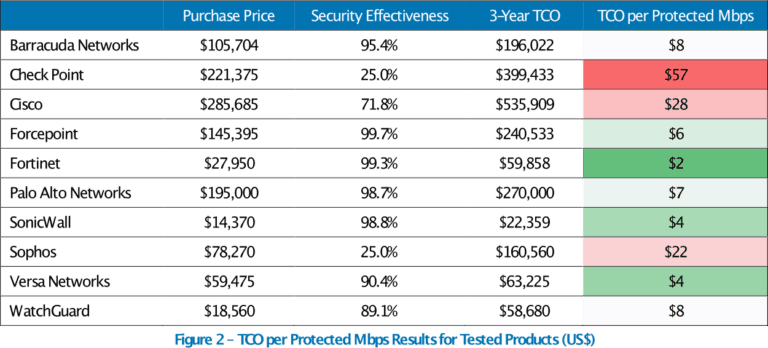 Purchase Price Security Effectiveness 3-Year TCO TCO per Protected Mbps
Barracuda Networks $105,704 95.4% $196,022 $8
Check Point $221,375 25.0% $399,433 $57
Cisco $285,685 71.8% $535,909 $28
Forcepoint $145,395 99.7% $240,533 $6
Fortinet $27,950 99.3% $59,858 $2
Palo Alto Networks $195,000 98.7% $270,000 $7
SonicWall $14,370 98.8% $22,359 $4
Sophos $78,270 25.0% $160,560 $22
Versa Networks $59,475 90.4% $63,225 $4
WatchGuard $18,560 89.1% $58,680 $8
Figure 2 – TCO per Protected Mbps Results for Tested Products (US$)